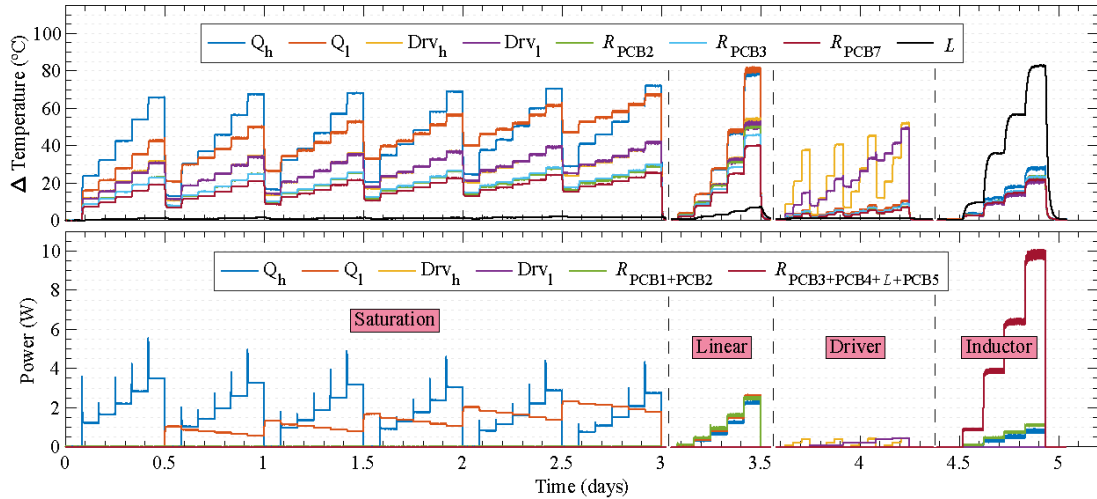 100
80
60
40
20
0
Δ Temperature (°C)
Q_h Q_l Drv_h Drv_l R_PCB2 R_PCB3 R_PCB7 L
10
8
6
4
2
0
Power (W)
Q_h Q_l Drv_h Drv_l R_PCB1+PCB2 R_PCB3+PCB4+L+PCB5
Saturation
Linear Driver Inductor
0 0.5 1 1.5 2 2.5 3 3.5 4 4.5 5
Time (days)